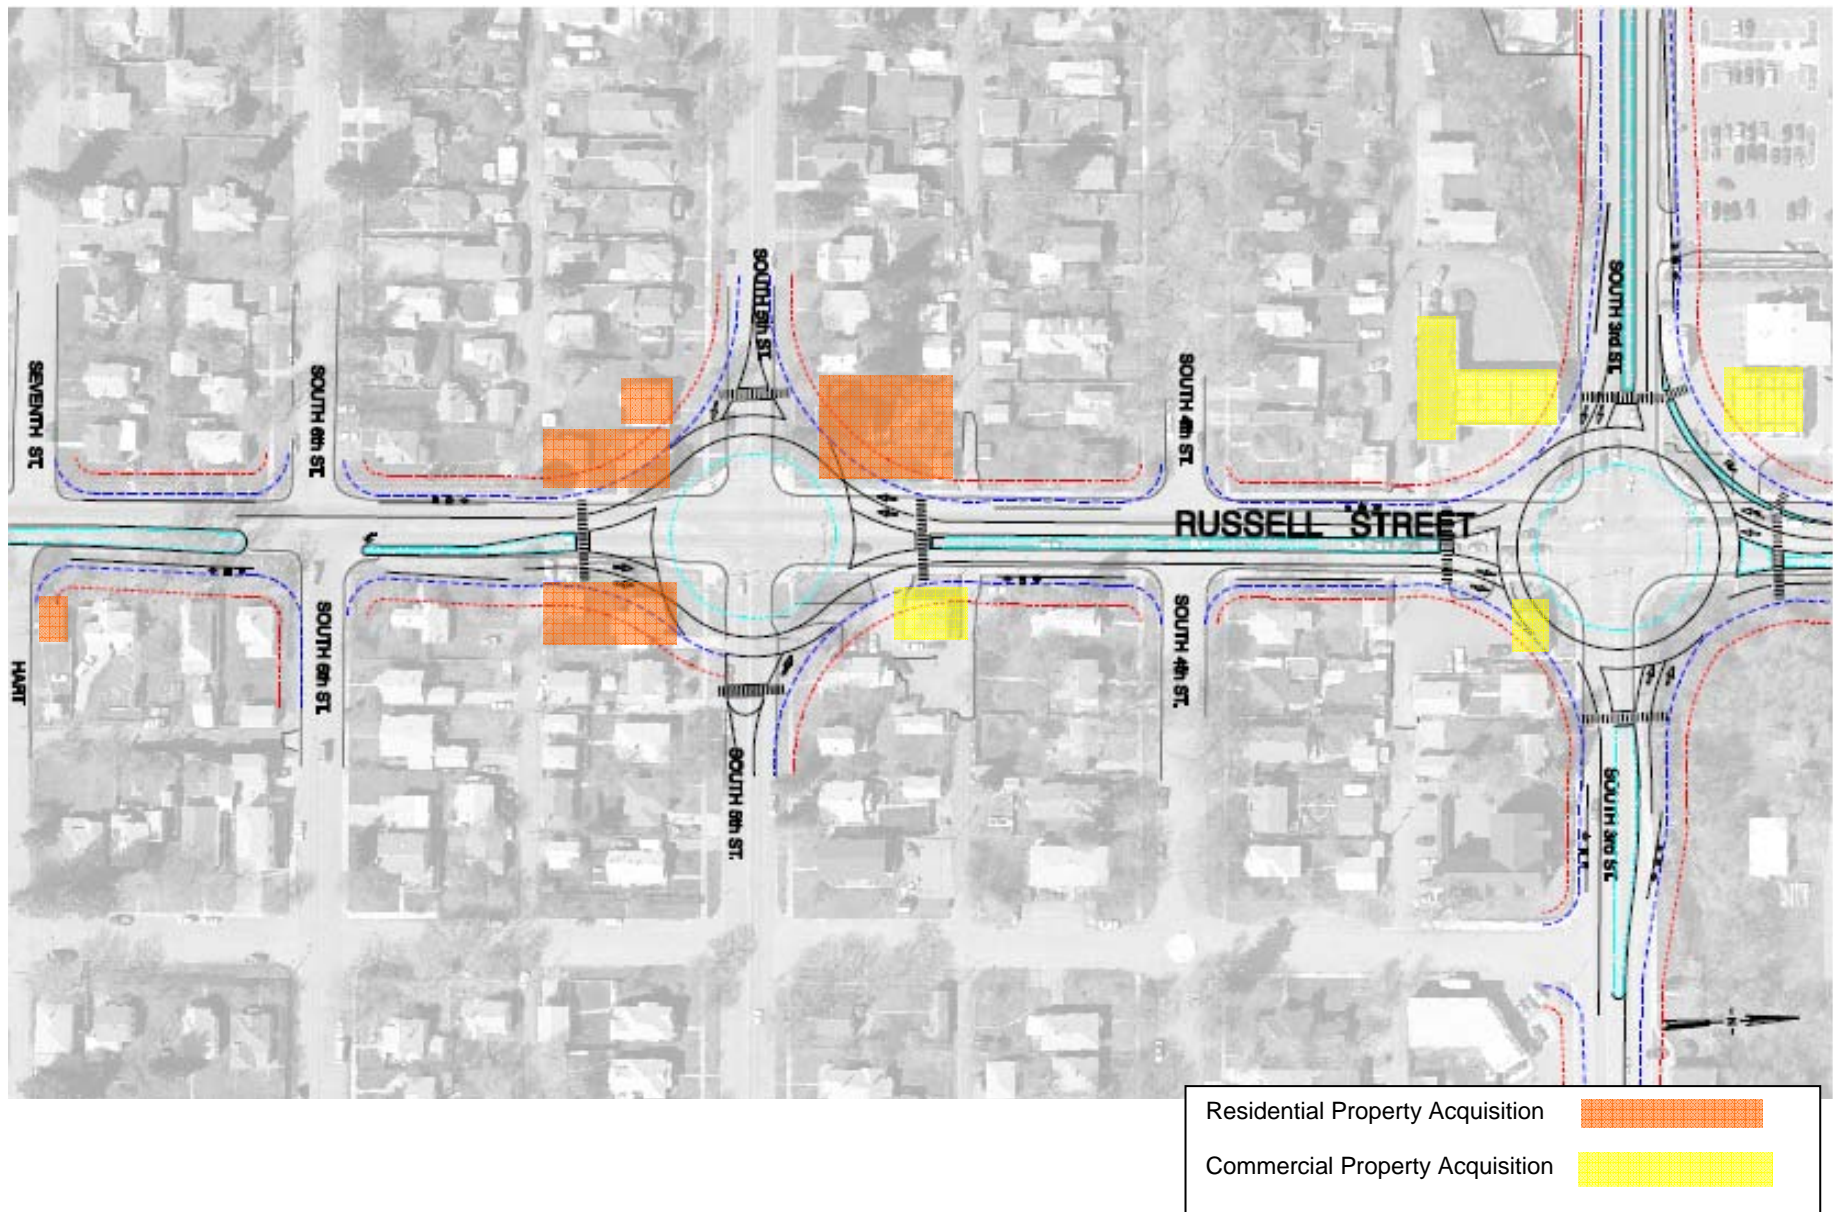 SOUTH 5th ST.
SOUTH 3rd ST.
SEVENTH ST.
SOUTH 6th ST.
SOUTH 4th ST.
RUSSELL STREET
HART
SOUTH 6th ST.
SOUTH 4th ST.
SOUTH 5th ST.
SOUTH 3rd ST.
N
Residential Property Acquisition
Commercial Property Acquisition